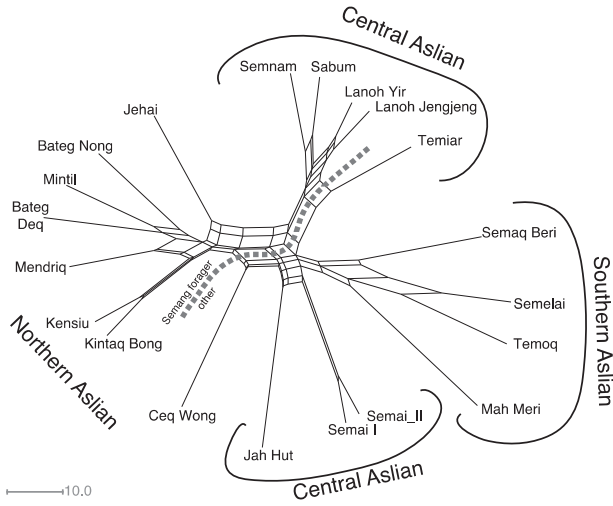 Central Aslian
Semnam
Sabum
Lanoh Yir
Lanoh Jengjeng
Temiar
Jehai
Bateg Nong
Mintil
Bateg
Deq
Mendriq
Kensiu
Kintaq Bong
Northern Aslian
Semang forager
other
Semaq Beri
Semelai
Temoq
Mah Meri
Southern Aslian
Ceq Wong
Jah Hut
Semai I
Semai_II
Central Aslian
10.0